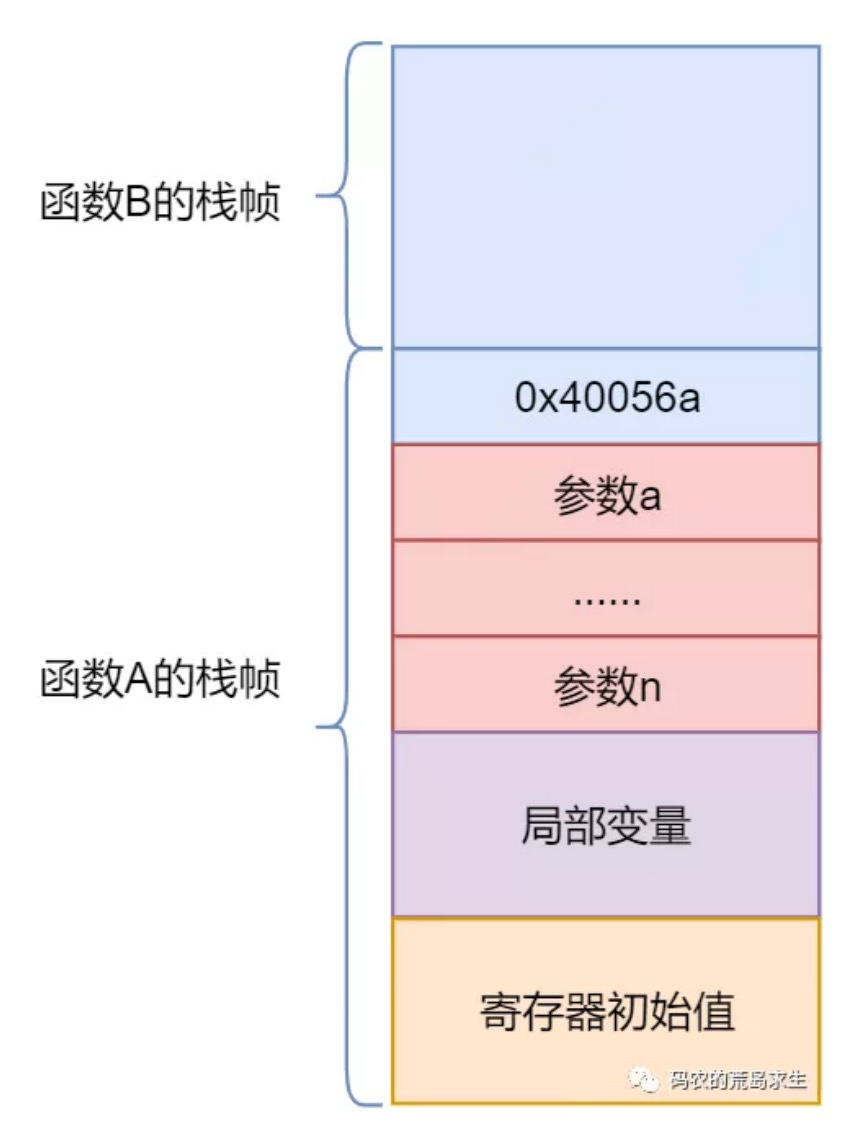 函数B的栈帧
0x40056a
参数a
......
函数A的栈帧
参数n
局部变量
寄存器初始值
码农的荒岛求生